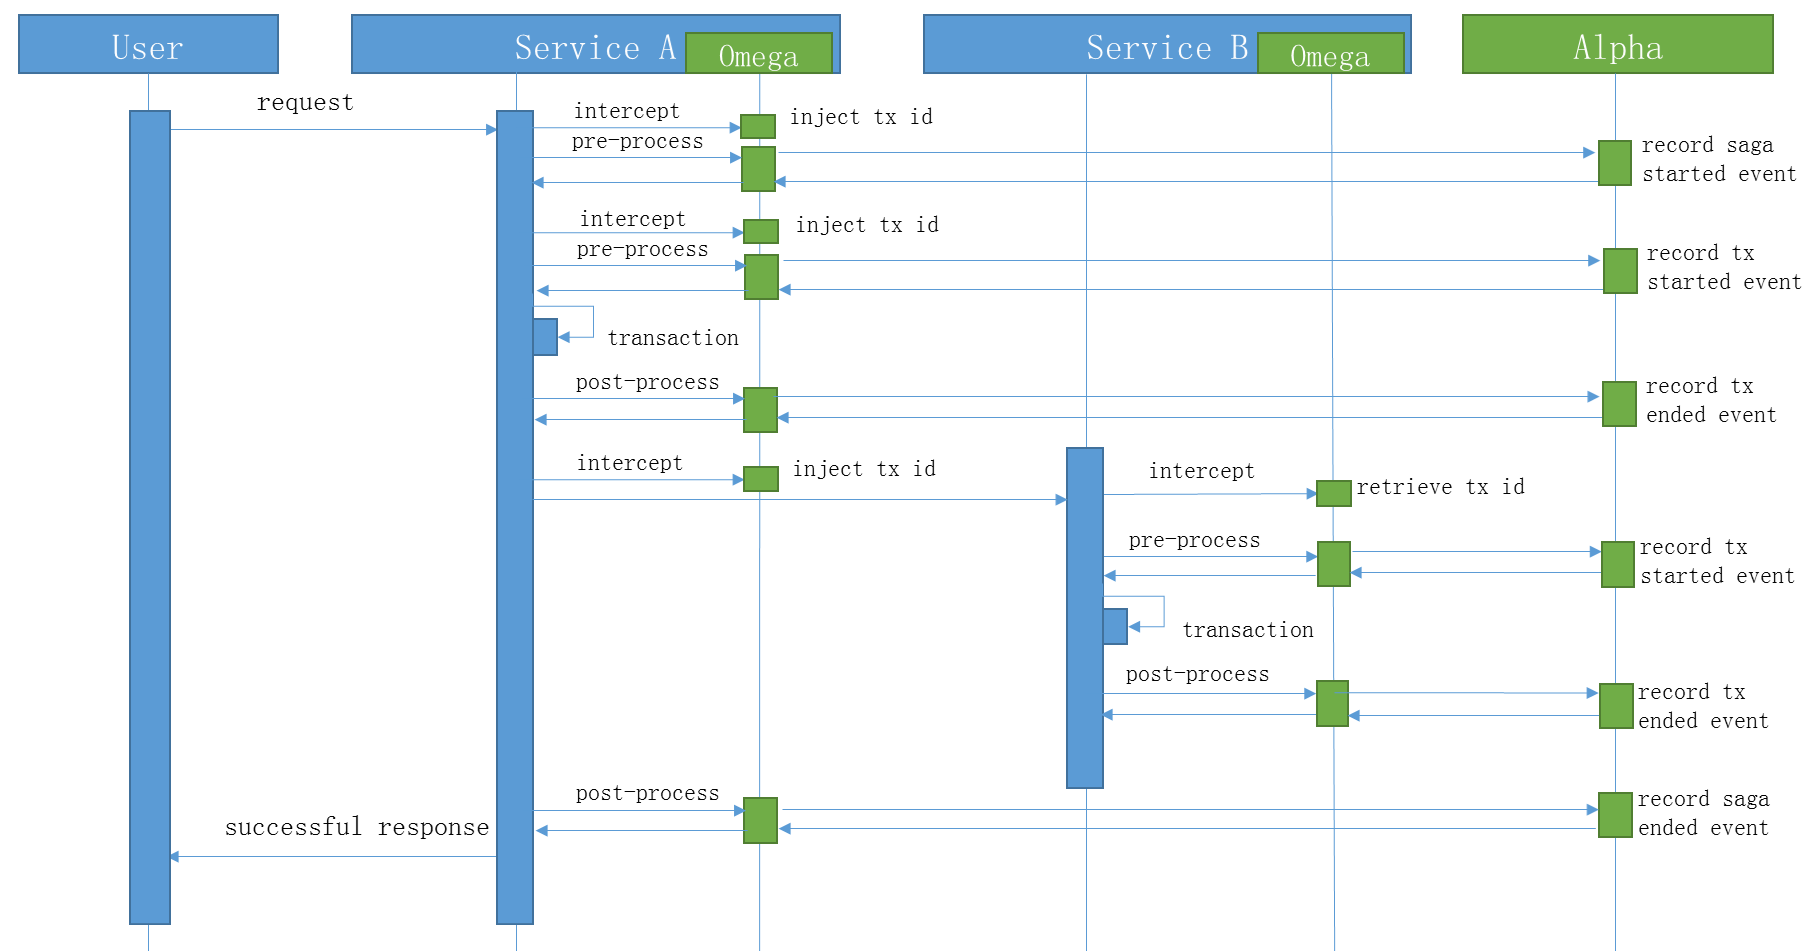 User
Service A
Omega
Service B
Omega
Alpha
request
intercept
inject tx id
pre-process
record saga
started event
intercept
inject tx id
pre-process
record tx
started event
transaction
post-process
record tx
ended event
intercept
inject tx id
intercept
retrieve tx id
pre-process
record tx
started event
transaction
post-process
record tx
ended event
post-process
record saga
ended event
successful response